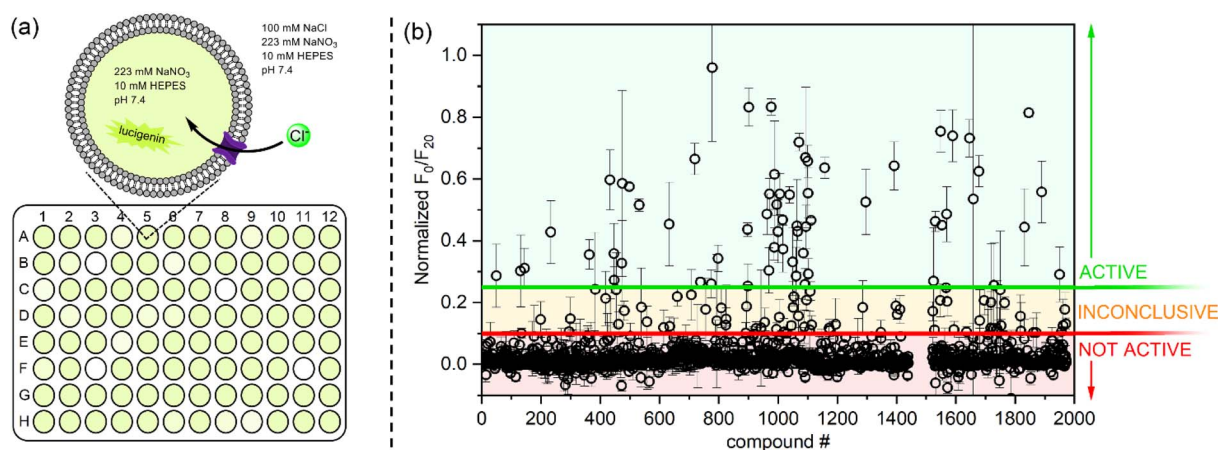 (a)
100 mM NaCl
223 mM NaNO₃
10 mM HEPES
pH 7.4
223 mM NaNO₃
10 mM HEPES
pH 7.4
lucigenin
Cl⁻
1 2 3 4 5 6 7 8 9 10 11 12
A
B
C
D
E
F
G
H
(b)
Normalized F₀/F₂₀
1.0
0.8
0.6
0.4
0.2
0.0
ACTIVE
INCONCLUSIVE
NOT ACTIVE
0 200 400 600 800 1000 1200 1400 1600 1800 2000
compound #